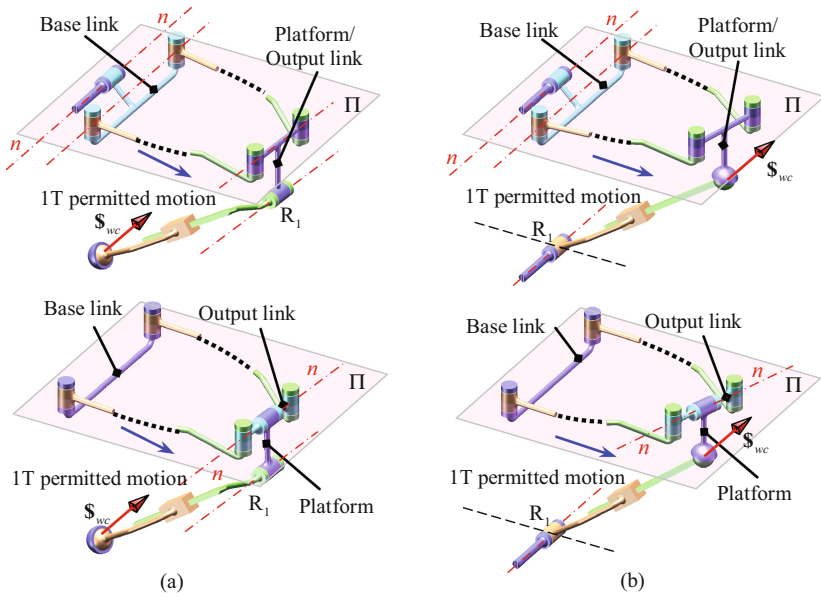 n
Base link
Platform/
Output link
Π
n
1T permitted motion
$wc
R1
n
Base link
Platform/
Output link
Π
n
$wc
1T permitted motion
R1
Base link
Output link
n
Π
n
1T permitted motion
$wc
R1
Platform
Base link
Output link
n
Π
n
$wc
1T permitted motion
R1
Platform
(a)
(b)